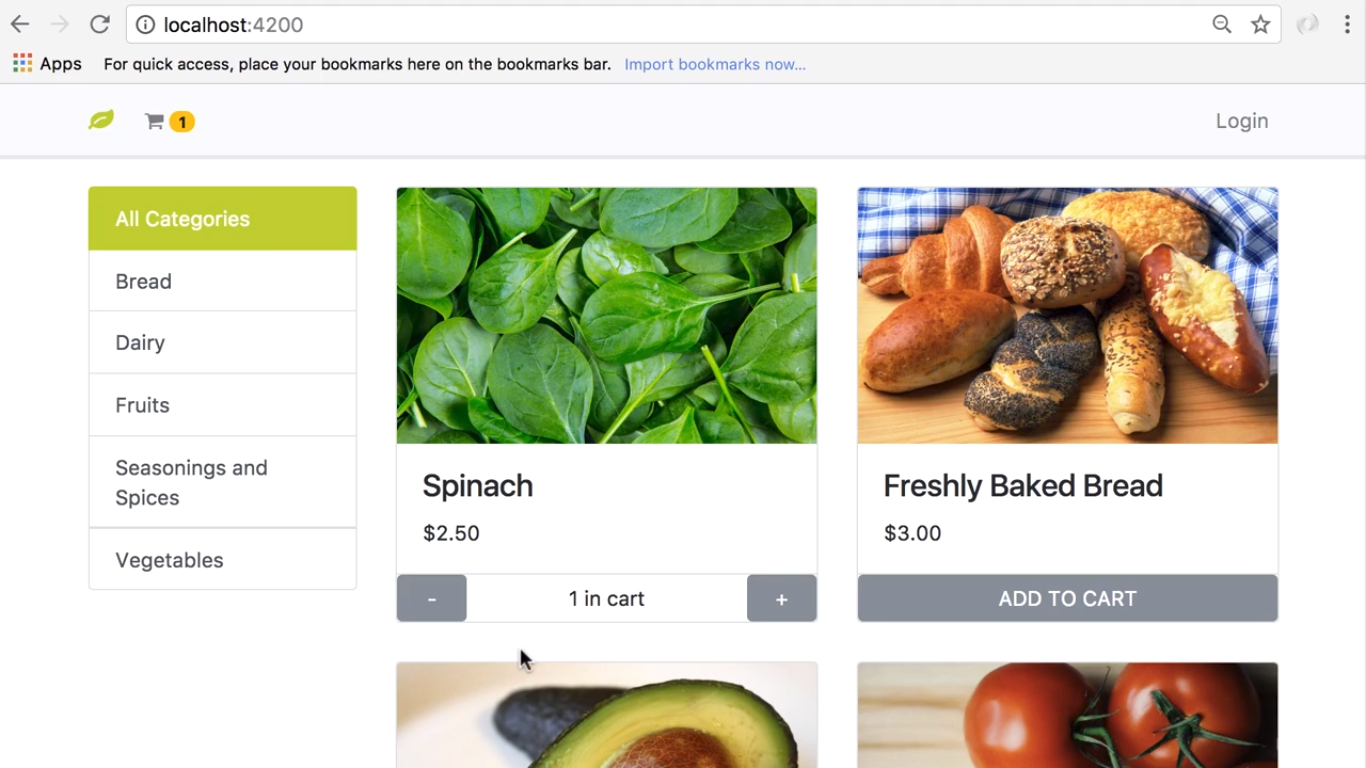 localhost:4200
Apps For quick access, place your bookmarks here on the bookmarks bar. Import bookmarks now...
1 Login
All Categories
Bread
Dairy
Fruits
Seasonings and
Spices
Vegetables
Spinach
$2.50
- 1 in cart +
Freshly Baked Bread
$3.00
ADD TO CART